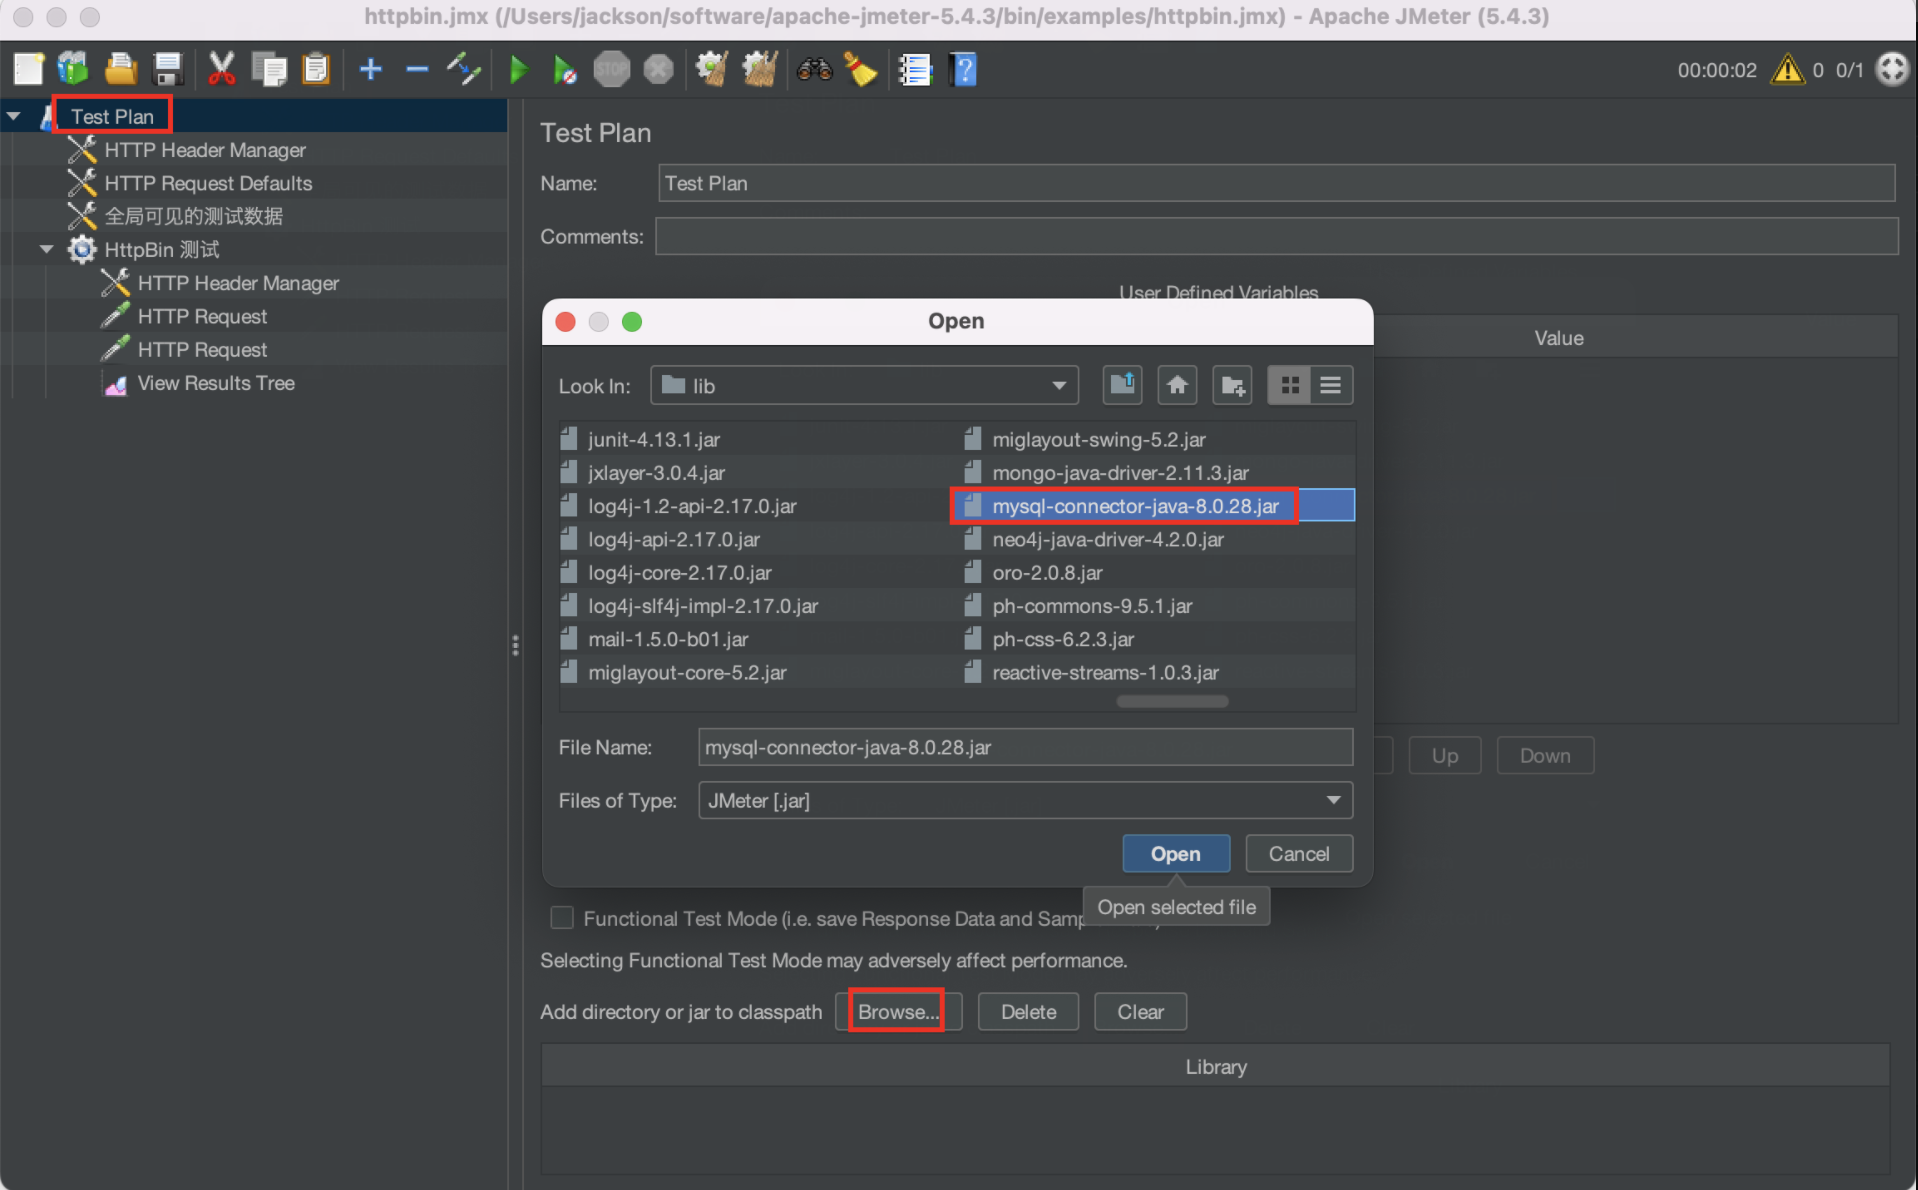 httpbin.jmx (/Users/jackson/software/apache-jmeter-5.4.3/bin/examples/httpbin.jmx) - Apache JMeter (5.4.3)
STOP
00:00:02
0 0/1
Test Plan
HTTP Header Manager
HTTP Request Defaults
全局可见的测试数据
HttpBin 测试
HTTP Header Manager
HTTP Request
HTTP Request
View Results Tree
Test Plan
Name: Test Plan
Comments:
User Defined Variables
Value
Open
Look In: lib
junit-4.13.1.jar
jxlayer-3.0.4.jar
log4j-1.2-api-2.17.0.jar
log4j-api-2.17.0.jar
log4j-core-2.17.0.jar
log4j-slf4j-impl-2.17.0.jar
mail-1.5.0-b01.jar
miglayout-core-5.2.jar
miglayout-swing-5.2.jar
mongo-java-driver-2.11.3.jar
mysql-connector-java-8.0.28.jar
neo4j-java-driver-4.2.0.jar
oro-2.0.8.jar
ph-commons-9.5.1.jar
ph-css-6.2.3.jar
reactive-streams-1.0.3.jar
File Name: mysql-connector-java-8.0.28.jar
Files of Type: JMeter [.jar]
Open Cancel
Open selected file
Up Down
Functional Test Mode (i.e. save Response Data and Samp
Selecting Functional Test Mode may adversely affect performance.
Add directory or jar to classpath Browse... Delete Clear
Library